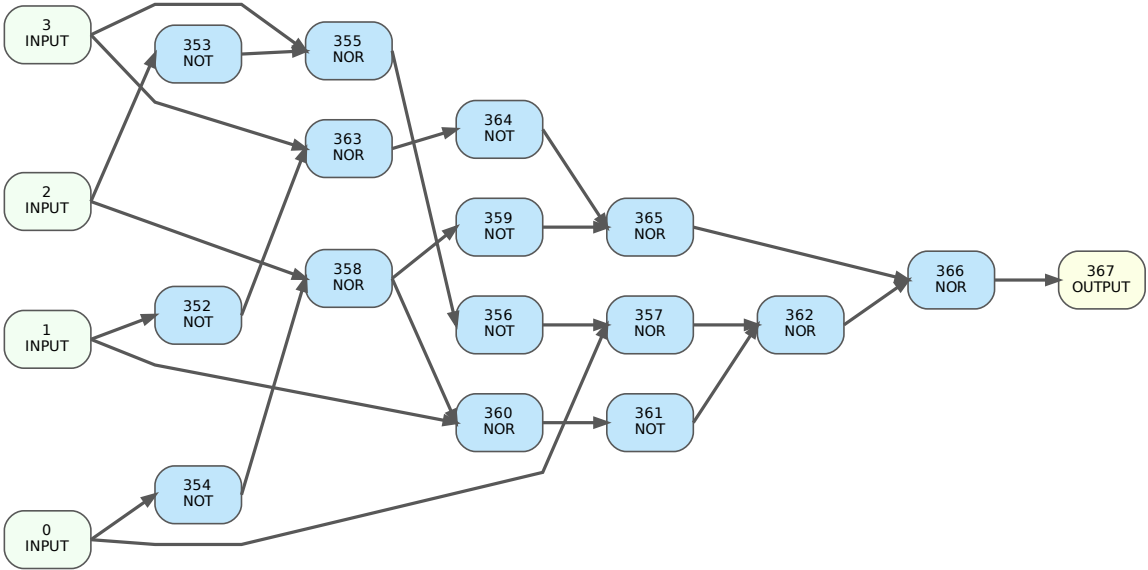 3
INPUT
353
NOT
355
NOR
363
NOR
364
NOT
2
INPUT
359
NOT
365
NOR
358
NOR
366
NOR
367
OUTPUT
352
NOT
1
INPUT
356
NOT
357
NOR
362
NOR
360
NOR
361
NOT
354
NOT
0
INPUT